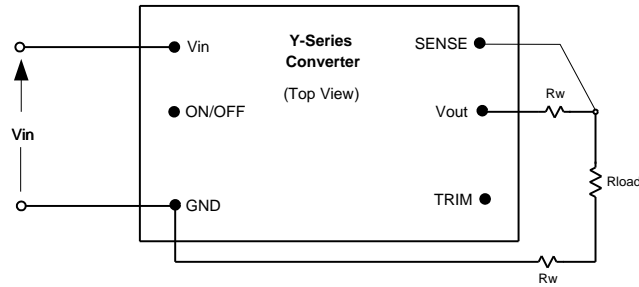 Y-Series
Converter
(Top View)
Vin
SENSE
ON/OFF
Vout
Rw
Vin
Rload
GND
TRIM
Rw